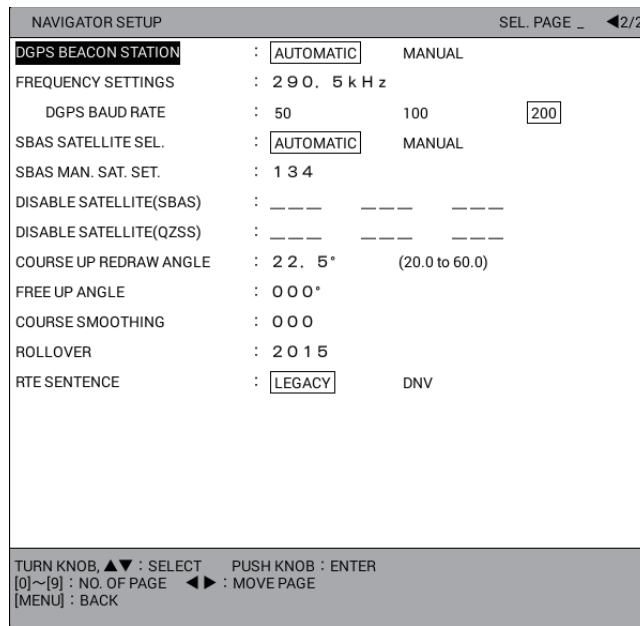 NAVIGATOR SETUP SEL. PAGE _ ◀2/2
DGPS BEACON STATION : AUTOMATIC MANUAL
FREQUENCY SETTINGS : 290. 5kHz
DGPS BAUD RATE : 50 100 200
SBAS SATELLITE SEL. : AUTOMATIC MANUAL
SBAS MAN. SAT. SET. : 134
DISABLE SATELLITE(SBAS) : ___ ___ ___
DISABLE SATELLITE(QZSS) : ___ ___ ___
COURSE UP REDRAW ANGLE : 22. 5° (20.0 to 60.0)
FREE UP ANGLE : 000°
COURSE SMOOTHING : 000
ROLLOVER : 2015
RTE SENTENCE : LEGACY DNV
TURN KNOB, ▲▼ : SELECT PUSH KNOB : ENTER
[0]~[9] : NO. OF PAGE ◀ ▶ : MOVE PAGE
[MENU] : BACK